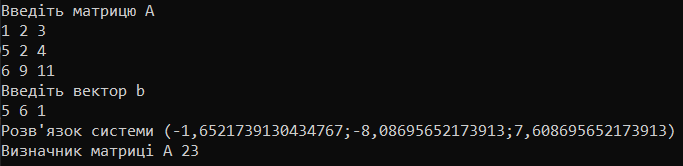 Введіть матрицю A
1 2 3
5 2 4
6 9 11
Введіть вектор b
5 6 1
Розв'язок системи (-1,6521739130434767;-8,08695652173913;7,608695652173913)
Визначник матриці A 23